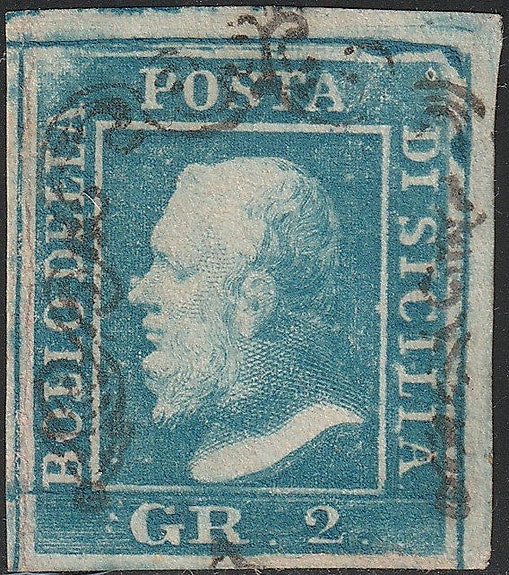 BOLLO DELLA
POSTA
DI SICILIA
GR. 2.